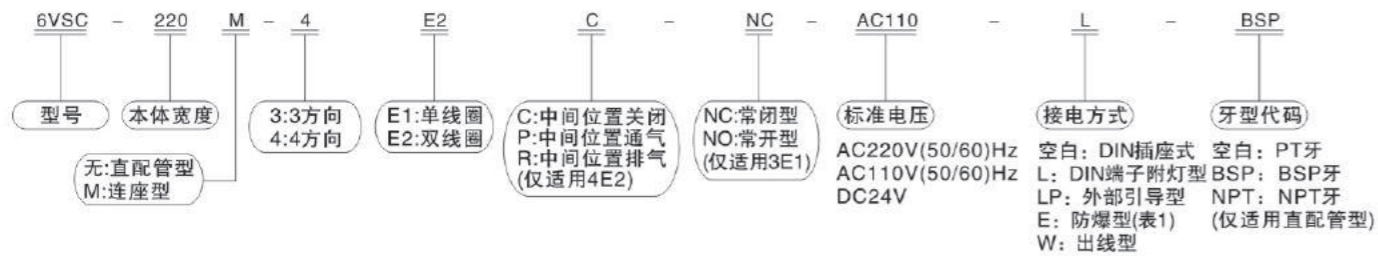 6VSC - 220 M - 4 E2 C - NC - AC110 - L - BSP
型号
本体宽度
无:直配管型
M:连座型
3:3方向
4:4方向
E1:单线圈
E2:双线圈
C:中间位置关闭
P:中间位置通气
R:中间位置排气
(仅适用4E2)
NC:常闭型
NO:常开型
(仅适用3E1)
标准电压
AC220V(50/60)Hz
AC110V(50/60)Hz
DC24V
接电方式
空白：DIN插座式
L：DIN端子附灯型
LP：外部引导型
E：防爆型(表1)
W：出线型
牙型代码
空白：PT牙
BSP：BSP牙
NPT：NPT牙
(仅适用直配管型)